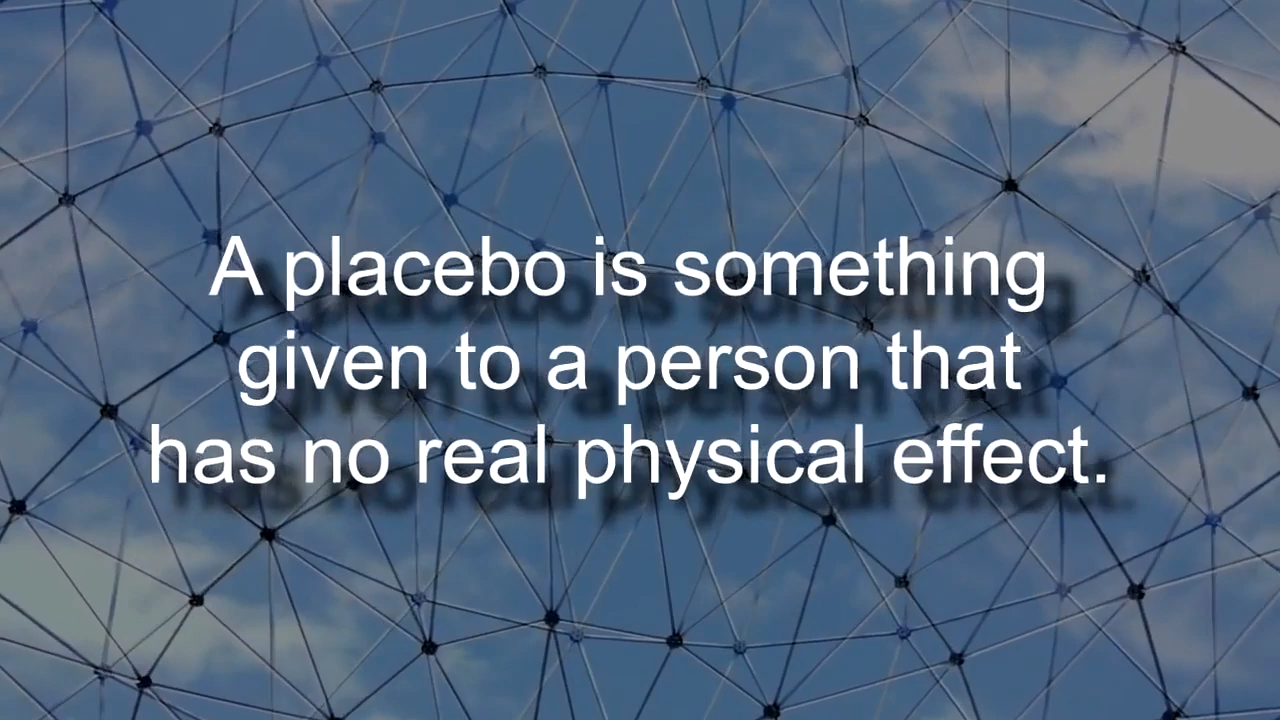 A placebo is something
given to a person that
has no real physical effect.